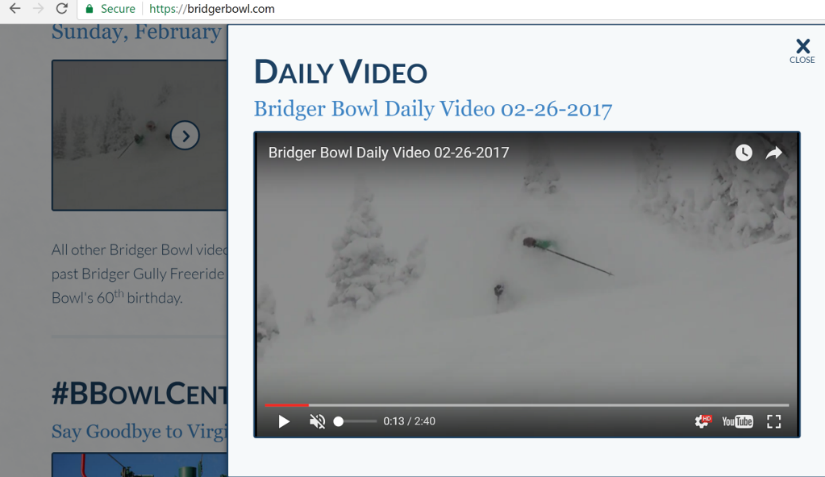 Secure https://bridgerbowl.com
Sunday, February
CLOSE
DAILY VIDEO
Bridger Bowl Daily Video 02-26-2017
Bridger Bowl Daily Video 02-26-2017
All other Bridger Bowl
past Bridger Gully Freeride
Bowl's 60th birthday.
#BBOWLCENT
Say Goodbye to Virgi
0:13 / 2:40
HD
YouTube